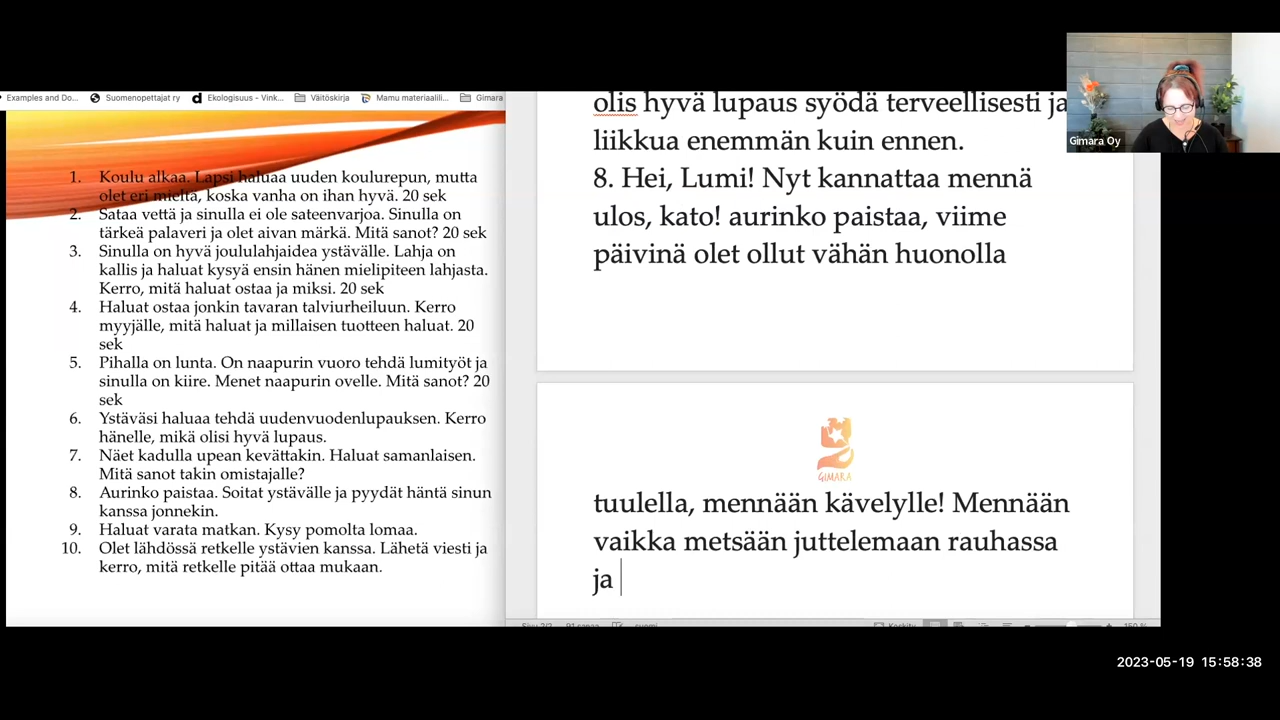 Examples and Do...
Suomenopettajat ry
Ekologisuus - Vink...
Väitöskirja
Mamu materiaalili...
Gimara
1. Koulu alkaa. Lapsi haluaa uuden koulurepun, mutta
olet eri mieltä, koska vanha on ihan hyvä. 20 sek
2. Sataa vettä ja sinulla ei ole sateenvarjoa. Sinulla on
tärkeä palaveri ja olet aivan märkä. Mitä sanot? 20 sek
3. Sinulla on hyvä joululahjaidea ystävälle. Lahja on
kallis ja haluat kysyä ensin hänen mielipiteen lahjasta.
Kerro, mitä haluat ostaa ja miksi. 20 sek
4. Haluat ostaa jonkin tavaran talviurheiluun. Kerro
myyjälle, mitä haluat ja millaisen tuotteen haluat. 20
sek
5. Pihalla on lunta. On naapurin vuoro tehdä lumityöt ja
sinulla on kiire. Menet naapurin ovelle. Mitä sanot? 20
sek
6. Ystäväsi haluaa tehdä uudenvuodenlupauksen. Kerro
hänelle, mikä olisi hyvä lupaus.
7. Näet kadulla upean kevättakin. Haluat samanlaisen.
Mitä sanot takin omistajalle?
8. Aurinko paistaa. Soitat ystävälle ja pyydät häntä sinun
kanssa jonnekin.
9. Haluat varata matkan. Kysy pomolta lomaa.
10. Olet lähdössä retkelle ystävien kanssa. Lähetä viesti ja
kerro, mitä retkelle pitää ottaa mukaan.
olis hyvä lupaus syödä terveellisesti ja
liikkua enemmän kuin ennen.
8. Hei, Lumi! Nyt kannattaa mennä
ulos, kato! aurinko paistaa, viime
päivinä olet ollut vähän huonolla
GIMARA
tuulella, mennään kävelylle! Mennään
vaikka metsään juttelemaan rauhassa
ja
Gimara Oy
2023-05-19 15:58:38